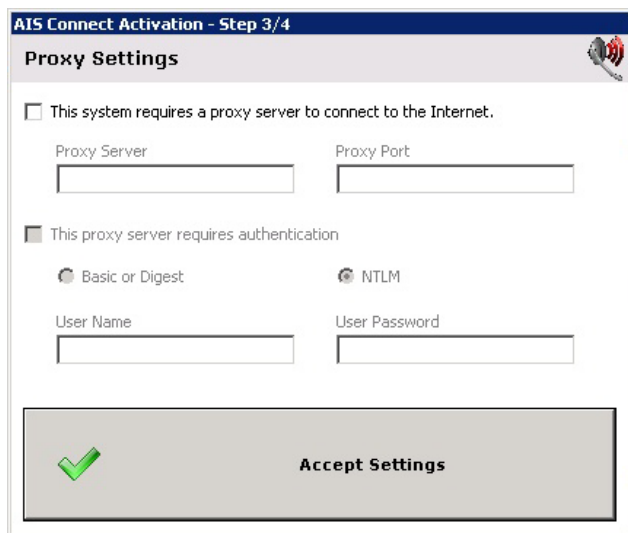 AIS Connect Activation - Step 3/4
Proxy Settings
This system requires a proxy server to connect to the Internet.
Proxy Server Proxy Port
This proxy server requires authentication
Basic or Digest NTLM
User Name User Password
Accept Settings